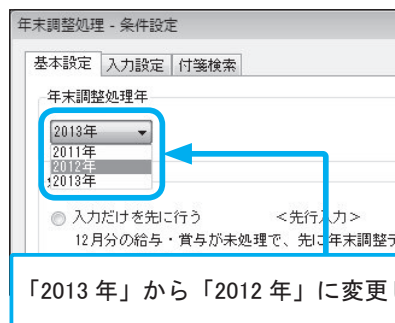 年末調整処理 - 条件設定
基本設定 入力設定 付箋検索
年末調整処理年
2013年
2011年
2012年
2013年
入力だけを先に行う <先行入力>
12月分の給与・賞与が未処理で、先に年末調整デ
「2013 年」から「2012 年」に変更